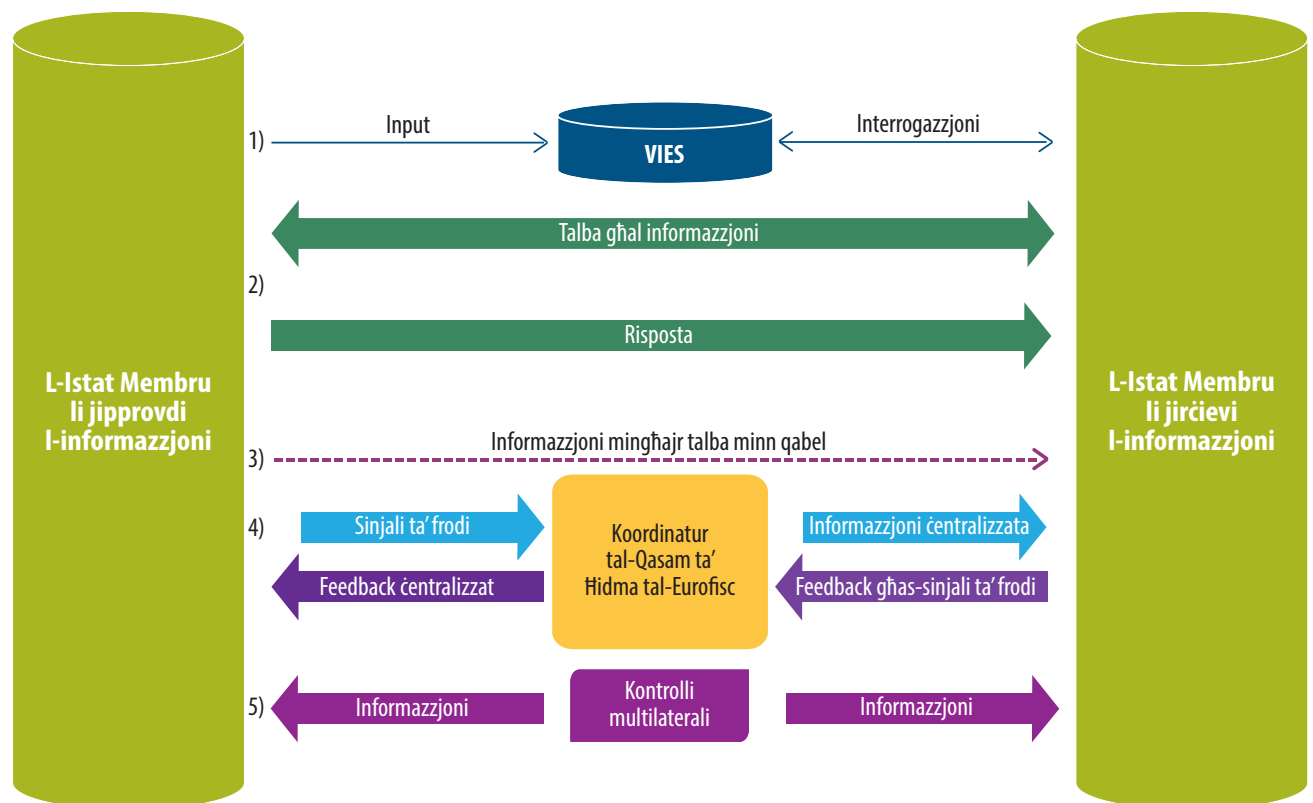 1)
Input
VIES
Interrogazzjoni
Talba għal informazzjoni
2)
Risposta
L-Istat Membru
li jipprovdi
l-informazzjoni
L-Istat Membru
li jirċievi
l-informazzjoni
3)
Informazzjoni mingħajr talba minn qabel
4)
Sinjali ta' frodi
Koordinatur
tal-Qasam ta'
Ħidma tal-Eurofisc
Informazzjoni ċentralizzata
Feedback ċentralizzat
Feedback għas-sinjali ta' frodi
5)
Informazzjoni
Kontrolli
multilaterali
Informazzjoni